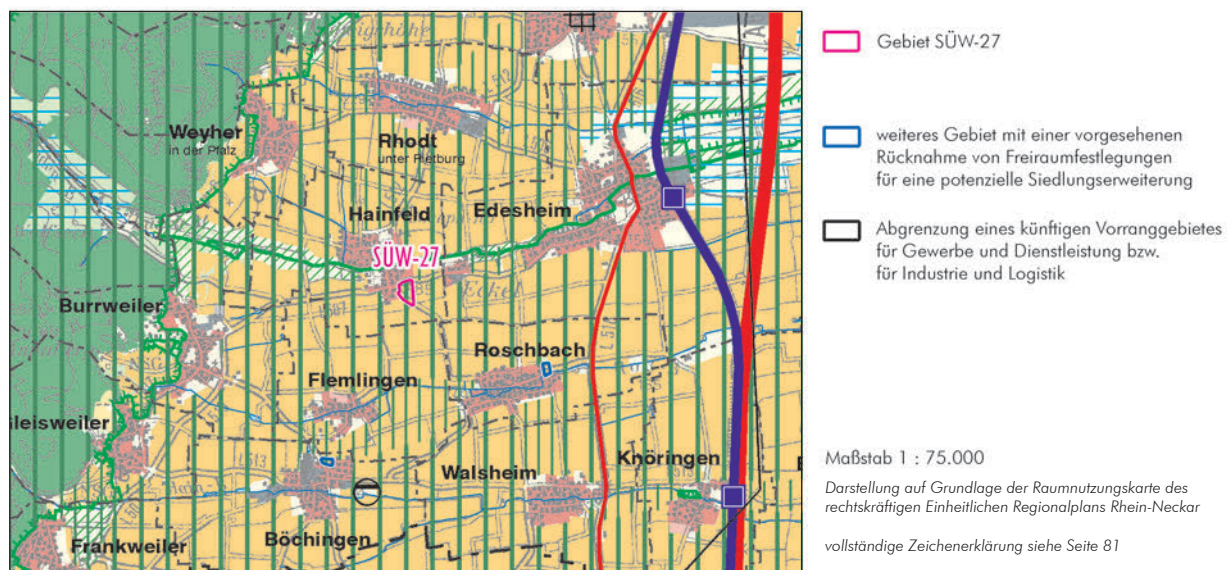 Weyher
in der Pfalz
Rhodt
unter Rietburg
Hainfeld
Edesheim
SÜW-27
Burrweiler
Roschbach
Flemlingen
Gleisweiler
Walsheim
Knöringen
L 513
Böchingen
Frankweiler
Gebiet SÜW-27
weiteres Gebiet mit einer vorgesehenen
Rücknahme von Freiraumfestlegungen
für eine potenzielle Siedlungserweiterung
Abgrenzung eines künftigen Vorranggebietes
für Gewerbe und Dienstleistung bzw.
für Industrie und Logistik
Maßstab 1 : 75.000
Darstellung auf Grundlage der Raumnutzungskarte des
rechtskräftigen Einheitlichen Regionalplans Rhein-Neckar
vollständige Zeichenerklärung siehe Seite 81